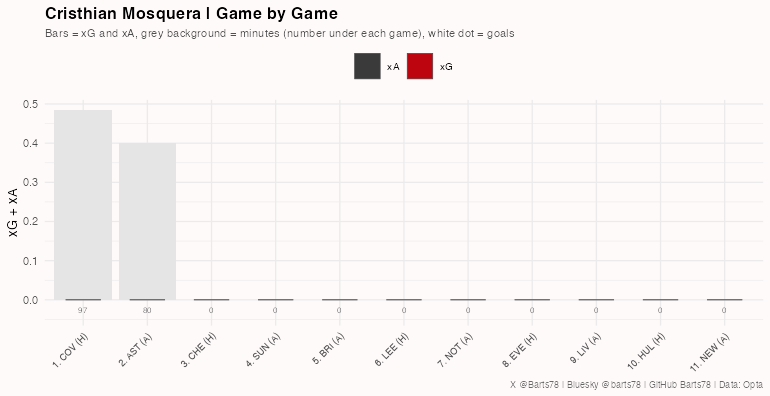 Cristhian Mosquera | Game by Game
Bars = xG and xA, grey background = minutes (number under each game), white dot = goals
xA xG
xG + xA
0.5
0.4
0.3
0.2
0.1
0.0
97 80 0 0 0 0 0 0 0 0 0
1. COV (H) 2. AST (A) 3. CHE (H) 4. SUN (A) 5. BRI (A) 6. LEE (H) 7. NOT (A) 8. EVE (H) 9. LIV (A) 10. HUL (H) 11. NEW (A)
X @Barts78 | Bluesky @barts78 | GitHub Barts78 | Data: Opta